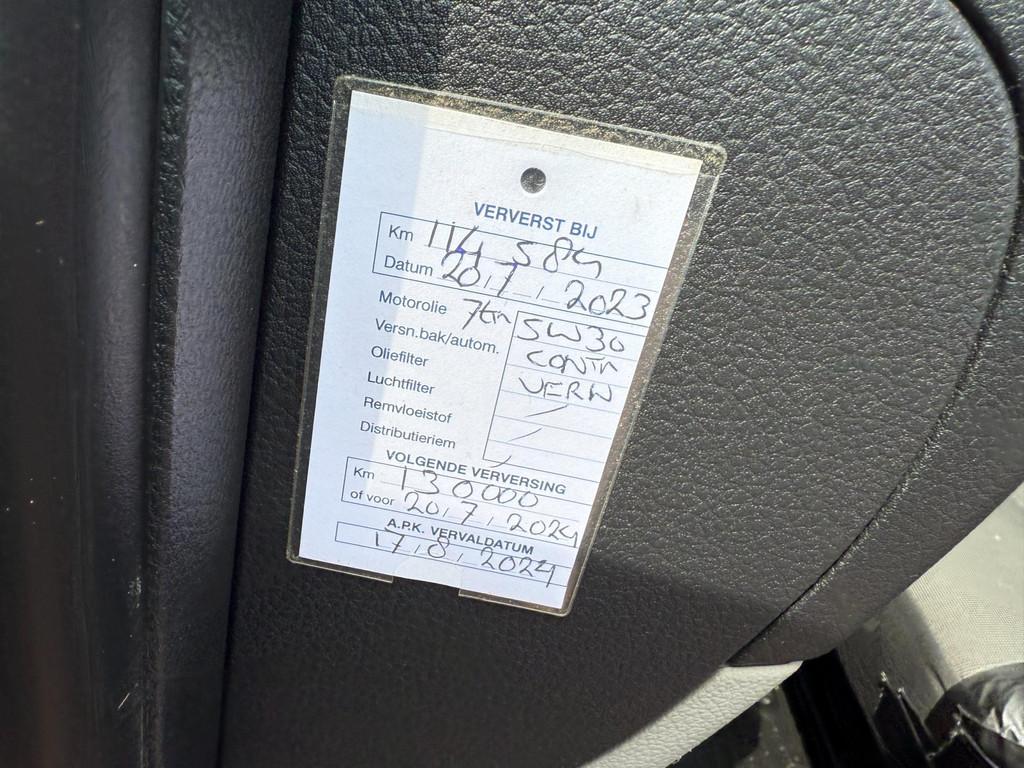 VERVERST BIJ
Km 114 584
Datum 20,7, 2023
Motorolie 5W30
Versn.bak/autom. CONTR
Oliefilter VERN
Luchtfilter /
Remvloeistof /
Distributieriem /
VOLGENDE VERVERSING
Km 130000
of voor 20,7, 2024
A.P.K. VERVALDATUM
17,8, 2024